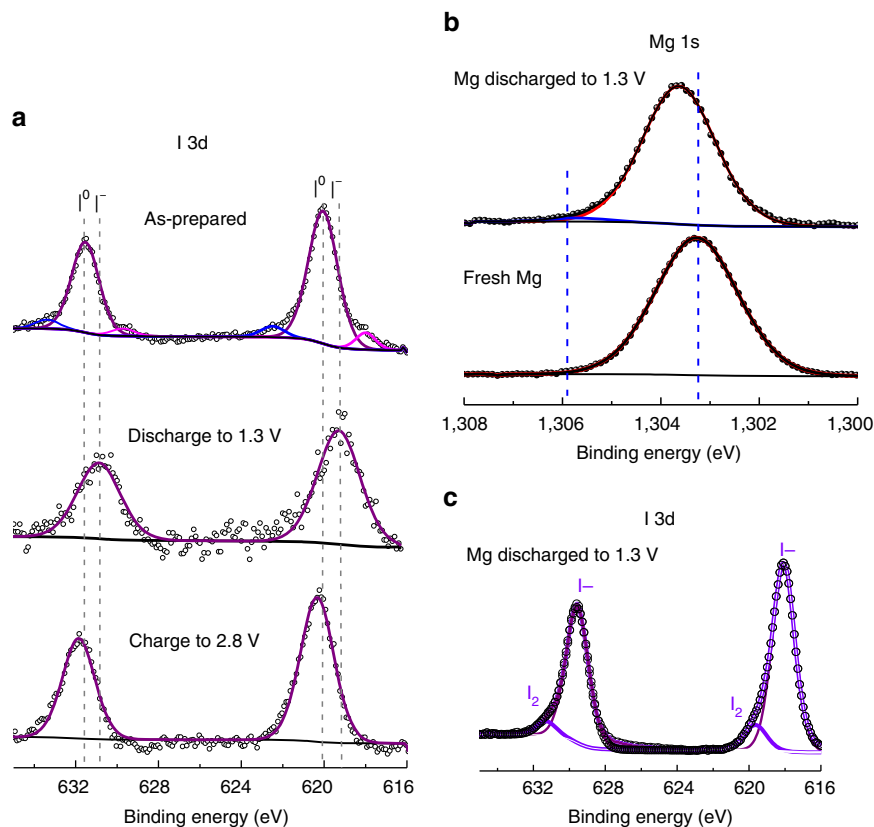 a
I 3d
I⁰ I⁻
I⁰ I⁻
As-prepared
Discharge to 1.3 V
Charge to 2.8 V
632 628 624 620 616
Binding energy (eV)
b
Mg 1s
Mg discharged to 1.3 V
Fresh Mg
1,308 1,306 1,304 1,302 1,300
Binding energy (eV)
c
I 3d
Mg discharged to 1.3 V
I–
I–
I₂
I₂
632 628 624 620 616
Binding energy (eV)